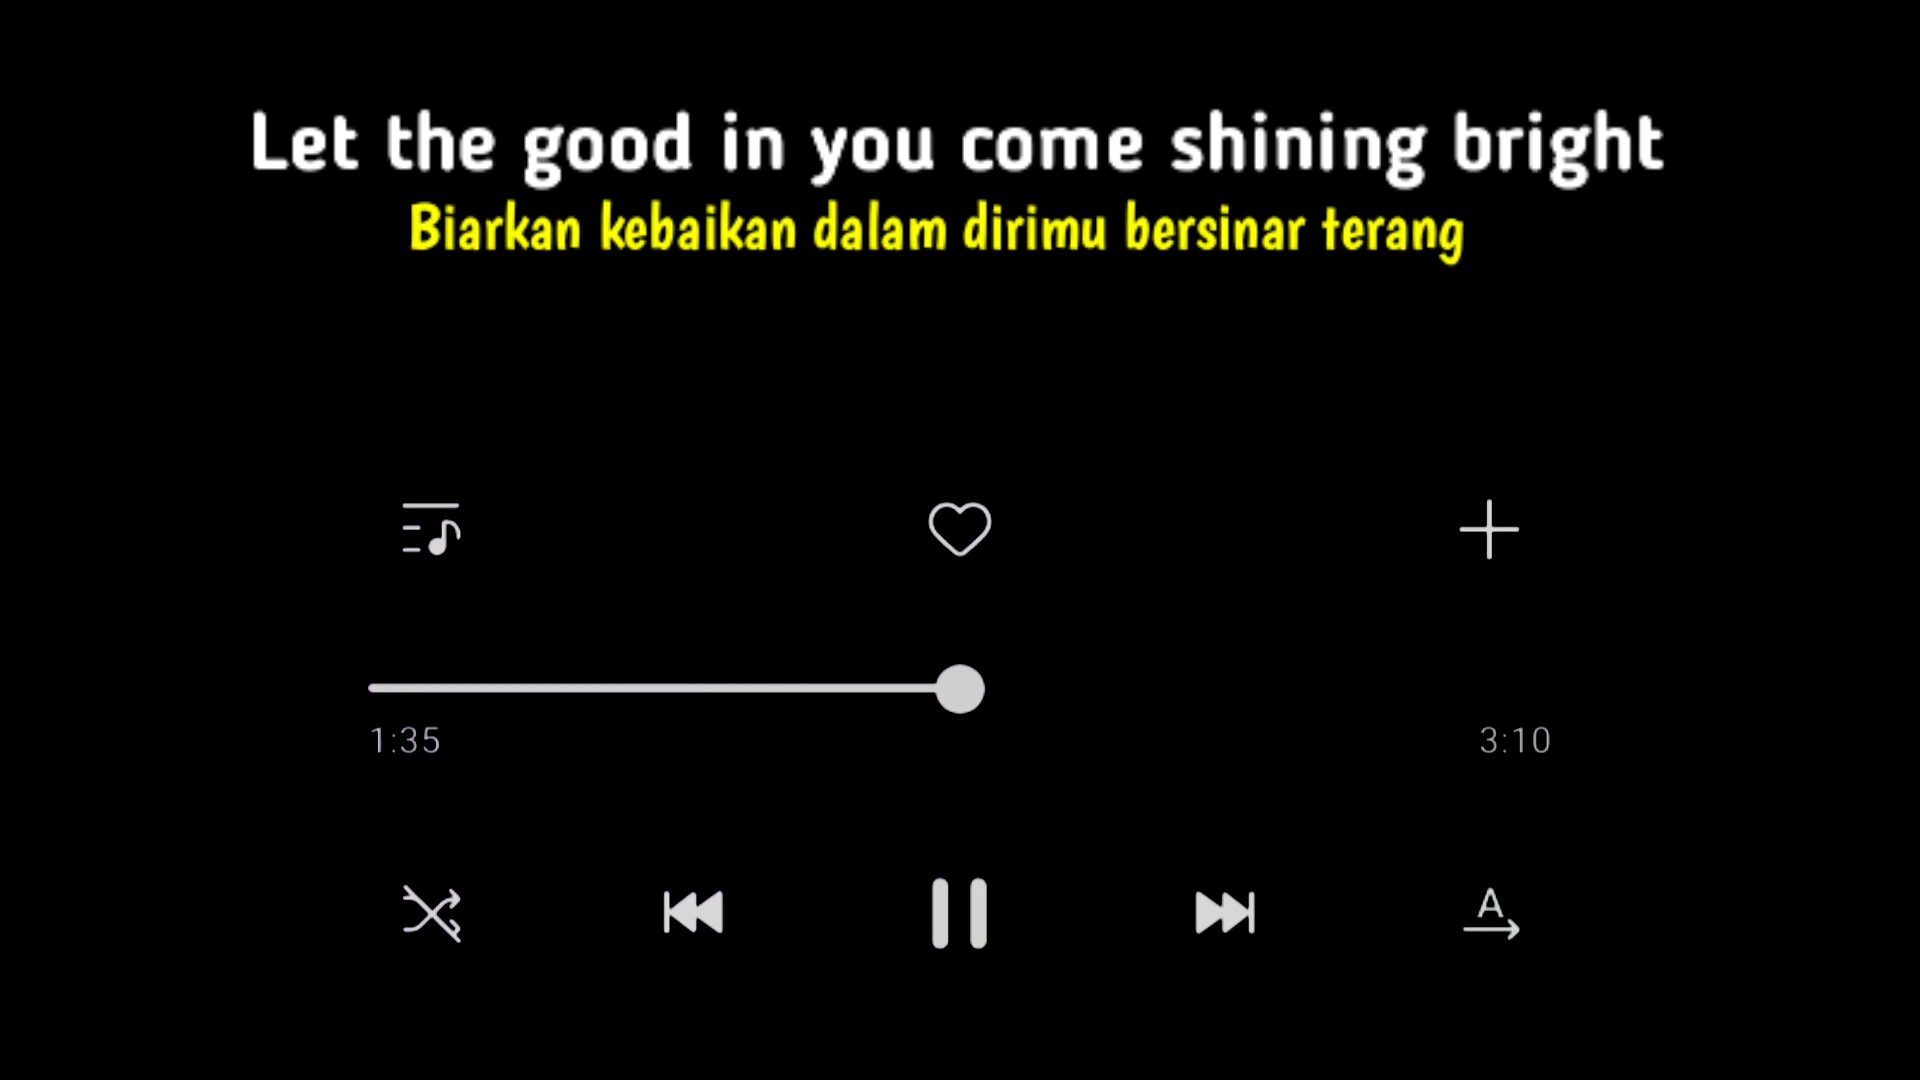 Let the good in you come shining bright
Biarkan kebaikan dalam dirimu bersinar terang
1:35
3:10
A